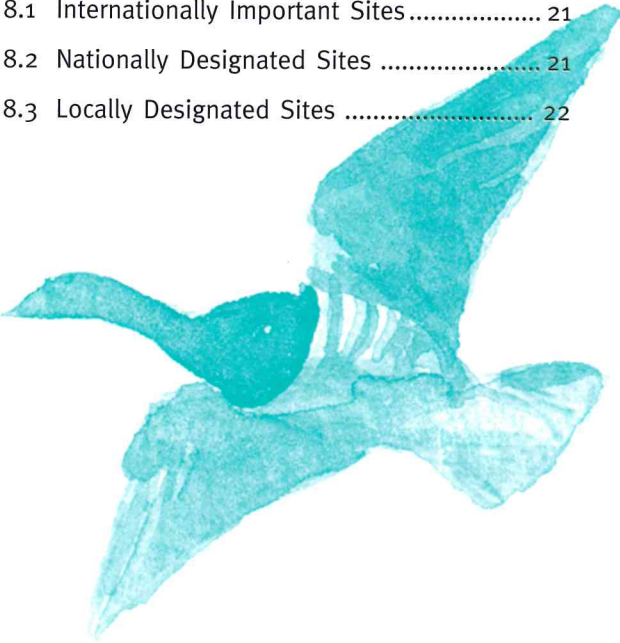 8.1 Internationally Important Sites................... 21
8.2 Nationally Designated Sites ....................... 21
8.3 Locally Designated Sites ........................... 22